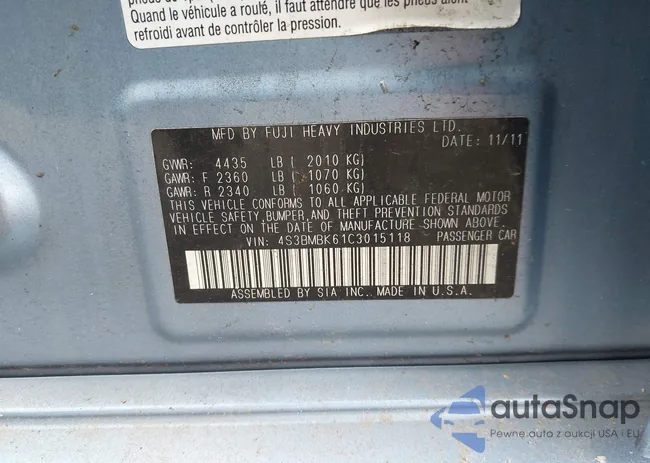 Quand le véhicule a roulé, il faut attendre que les pneus aient
refroidi avant de contrôler la pression.
MFD BY FUJI HEAVY INDUSTRIES LTD.
DATE: 11/11
GVWR: 4435 LB( 2010 KG)
GAWR: F 2360 LB( 1070 KG)
GAWR: R 2340 LB( 1060 KG)
THIS VEHICLE CONFORMS TO ALL APPLICABLE FEDERAL MOTOR
VEHICLE SAFETY,BUMPER,AND THEFT PREVENTION STANDARDS
IN EFFECT ON THE DATE OF MANUFACTURE SHOWN ABOVE.
VIN: 4S3BMBK61C3015118 PASSENGER CAR
ASSEMBLED BY SIA INC. MADE IN U.S.A.
autoSnap
Pewne auto z aukcji USA i EU